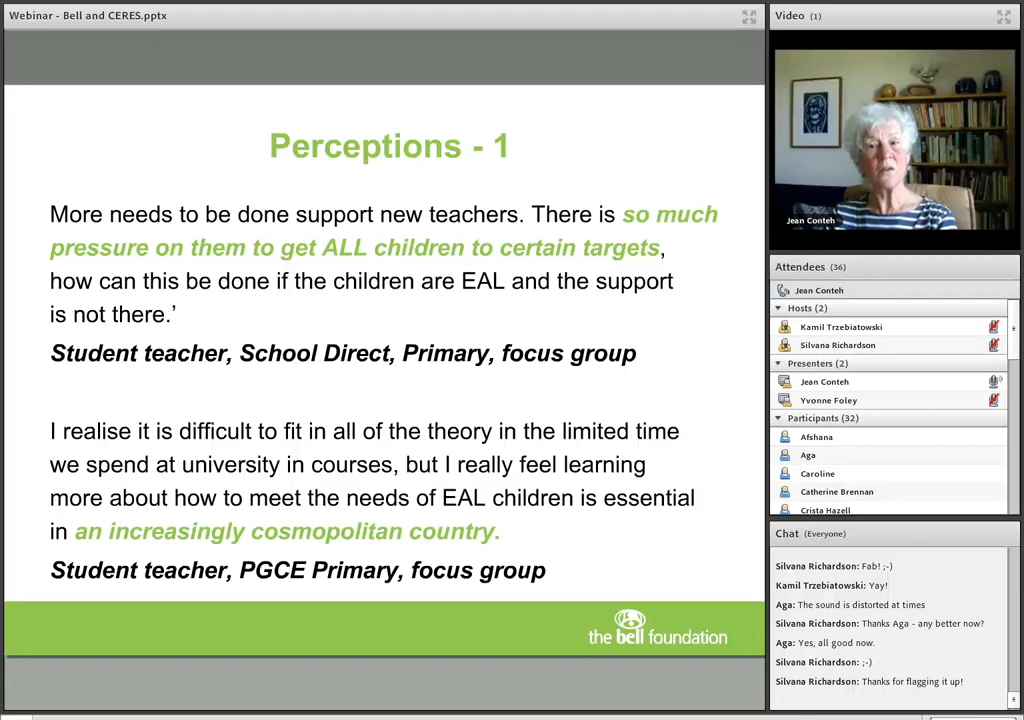 Webinar - Bell and CERES.pptx
Perceptions - 1
More needs to be done support new teachers. There is so much
pressure on them to get ALL children to certain targets,
how can this be done if the children are EAL and the support
is not there.’
Student teacher, School Direct, Primary, focus group
I realise it is difficult to fit in all of the theory in the limited time
we spend at university in courses, but I really feel learning
more about how to meet the needs of EAL children is essential
in an increasingly cosmopolitan country.
Student teacher, PGCE Primary, focus group
the bell foundation
Video (1)
Jean Conteh
Attendees (36)
Jean Conteh
Hosts (2)
Kamil Trzebiatowski
Silvana Richardson
Presenters (2)
Jean Conteh
Yvonne Foley
Participants (32)
Afshana
Aga
Caroline
Catherine Brennan
Crista Hazell
Chat (Everyone)
Silvana Richardson: Fab! ;-)
Kamil Trzebiatowski: Yay!
Aga: The sound is distorted at times
Silvana Richardson: Thanks Aga - any better now?
Aga: Yes, all good now.
Silvana Richardson: ;-)
Silvana Richardson: Thanks for flagging it up!